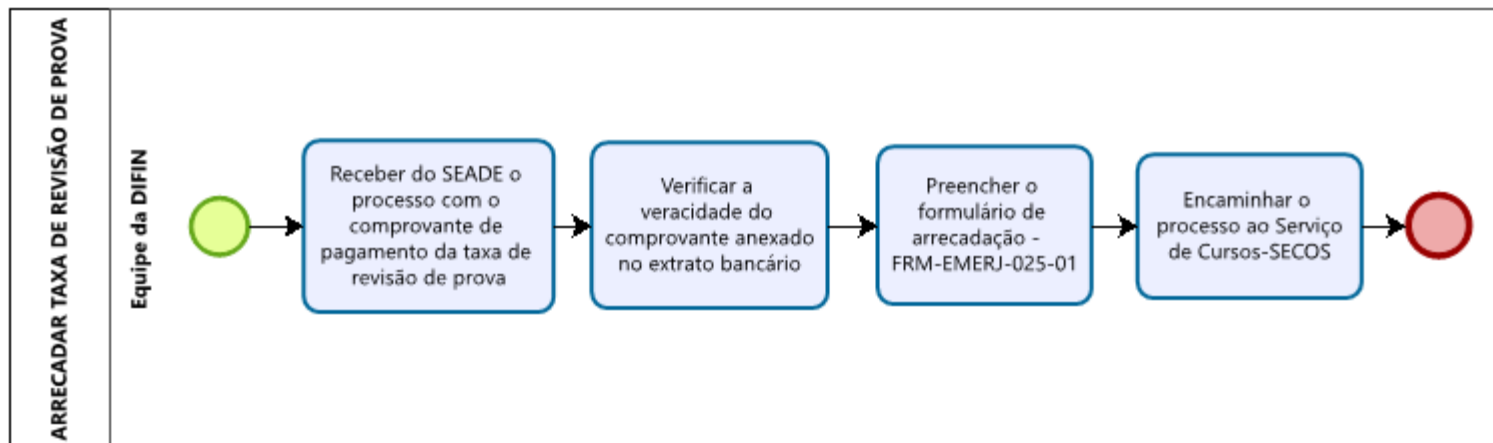 ARRECADAR TAXA DE REVISÃO DE PROVA
Equipe da DIFIN
Receber do SEADE o
processo com o
comprovante de
pagamento da taxa de
revisão de prova
Verificar a
veracidade do
comprovante anexado
no extrato bancário
Preencher o
formulário de
arrecadação -
FRM-EMERJ-025-01
Encaminhar o
processo ao Serviço
de Cursos-SECOS